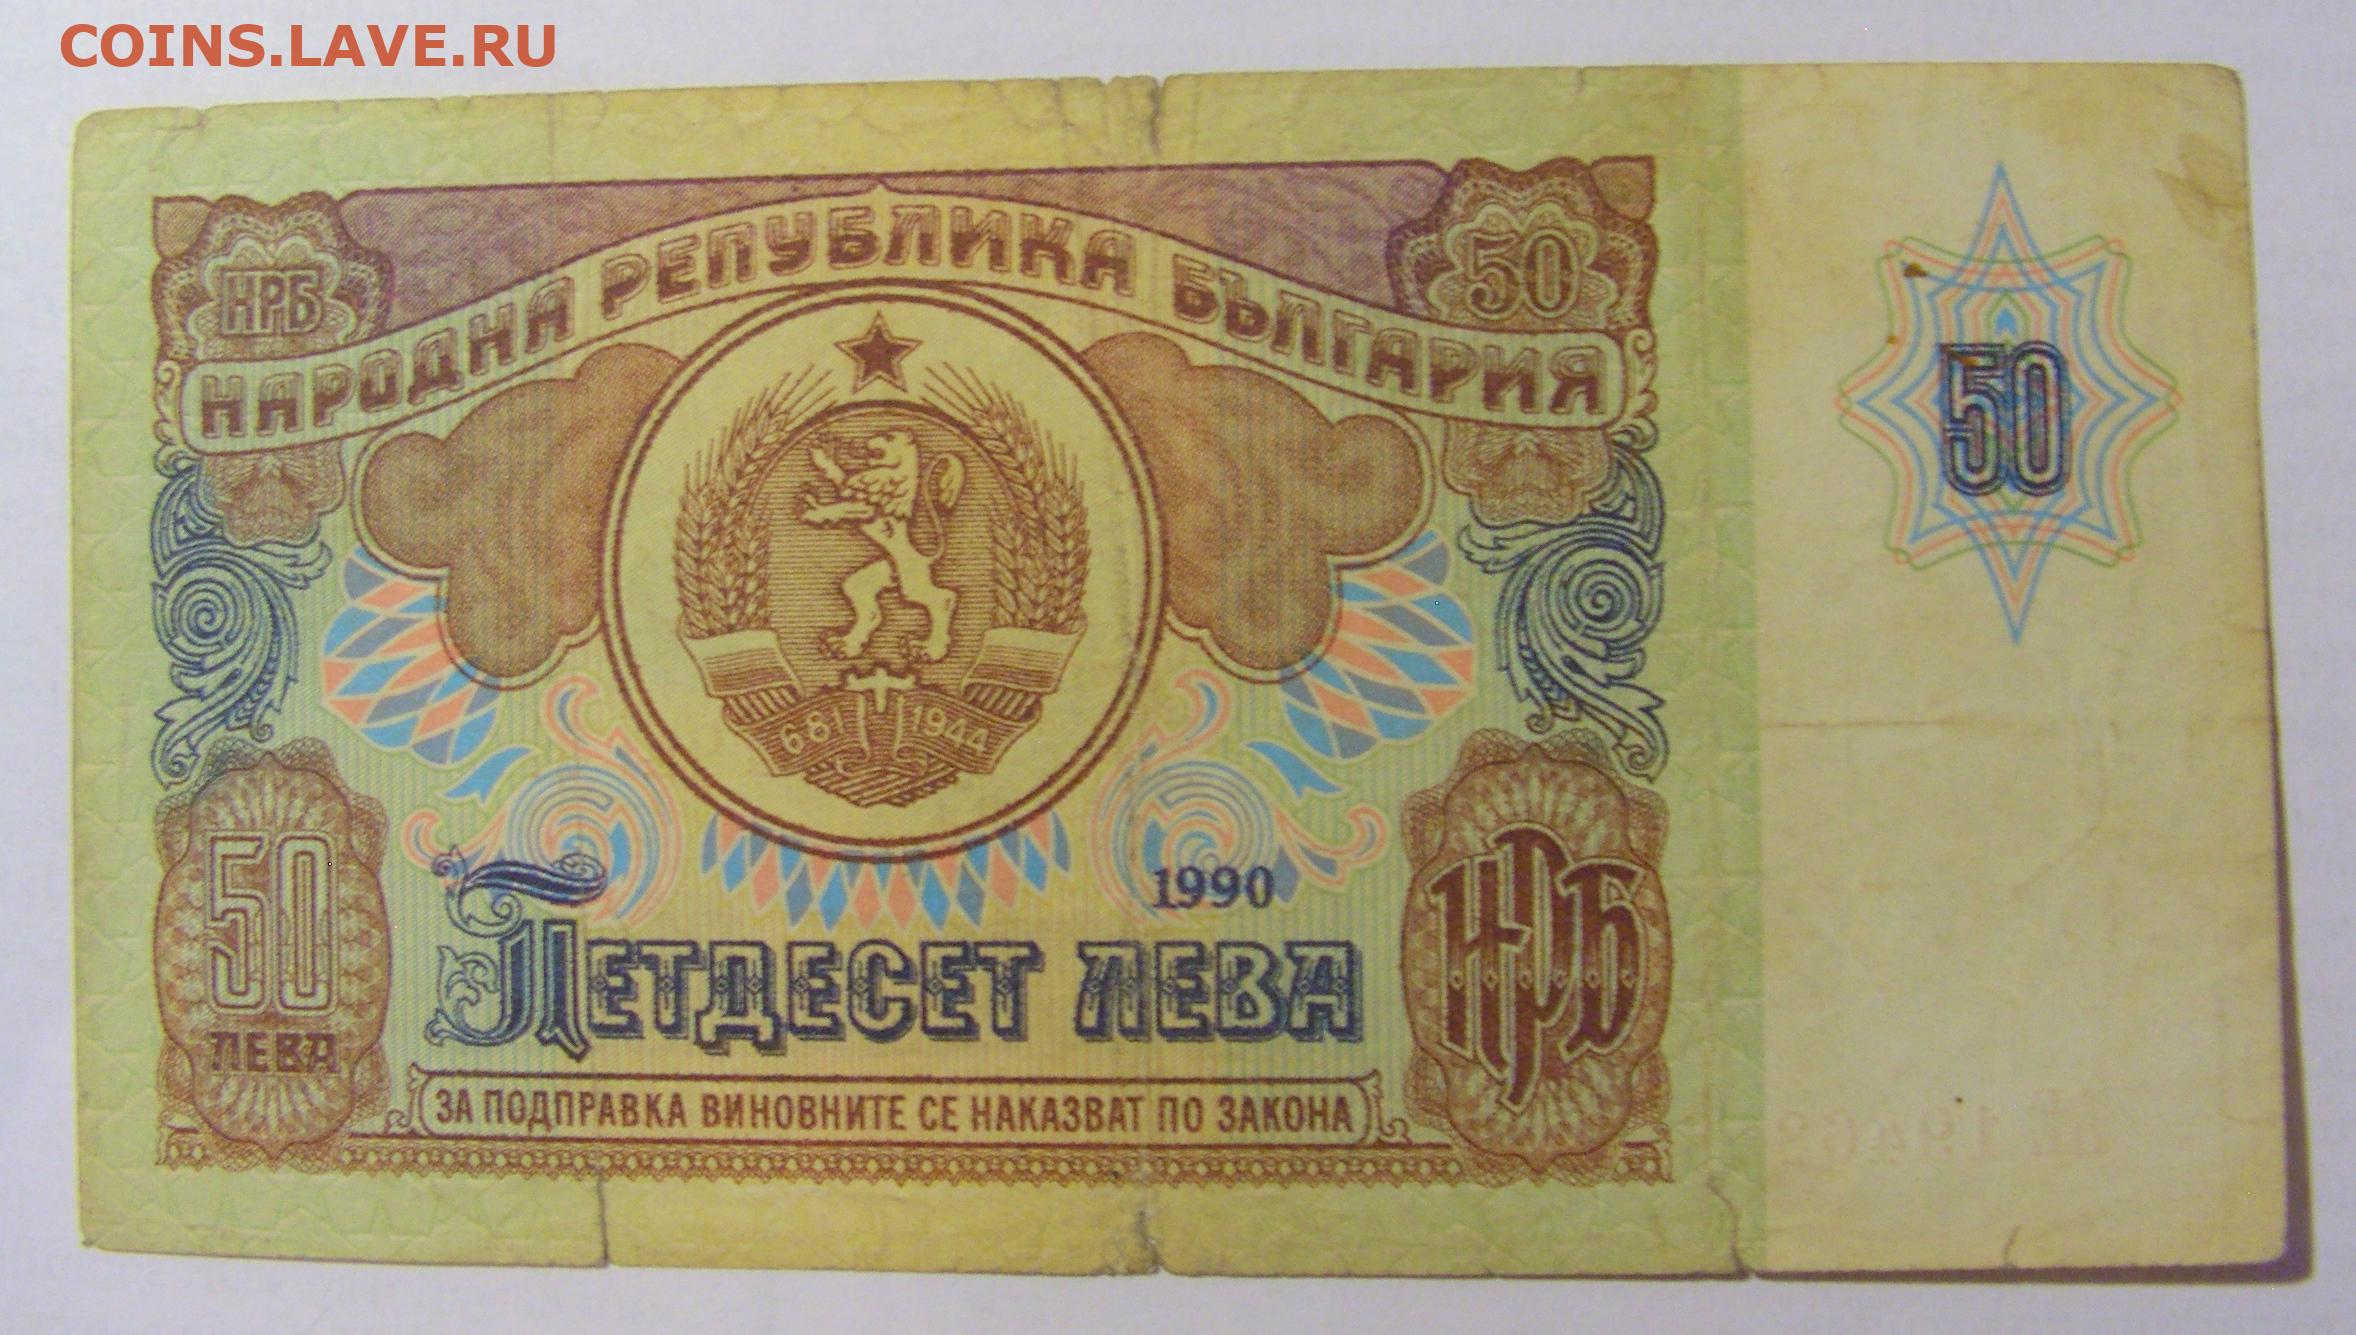 COINS.LAVE.RU
НРБ
50
НАРОДНА РЕПУБЛИКА БЪЛГАРИЯ
50
681 1944
1990
50
ЛЕВА
ПЕТДЕСЕТ ЛЕВА
НРБ
ЗА ПОДПРАВКА ВИНОВНИТЕ СЕ НАКАЗВАТ ПО ЗАКОНА